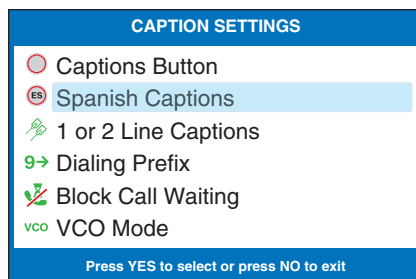 CAPTION SETTINGS
Captions Button
ES Spanish Captions
1 or 2 Line Captions
9→ Dialing Prefix
Block Call Waiting
VCO VCO Mode
Press YES to select or press NO to exit